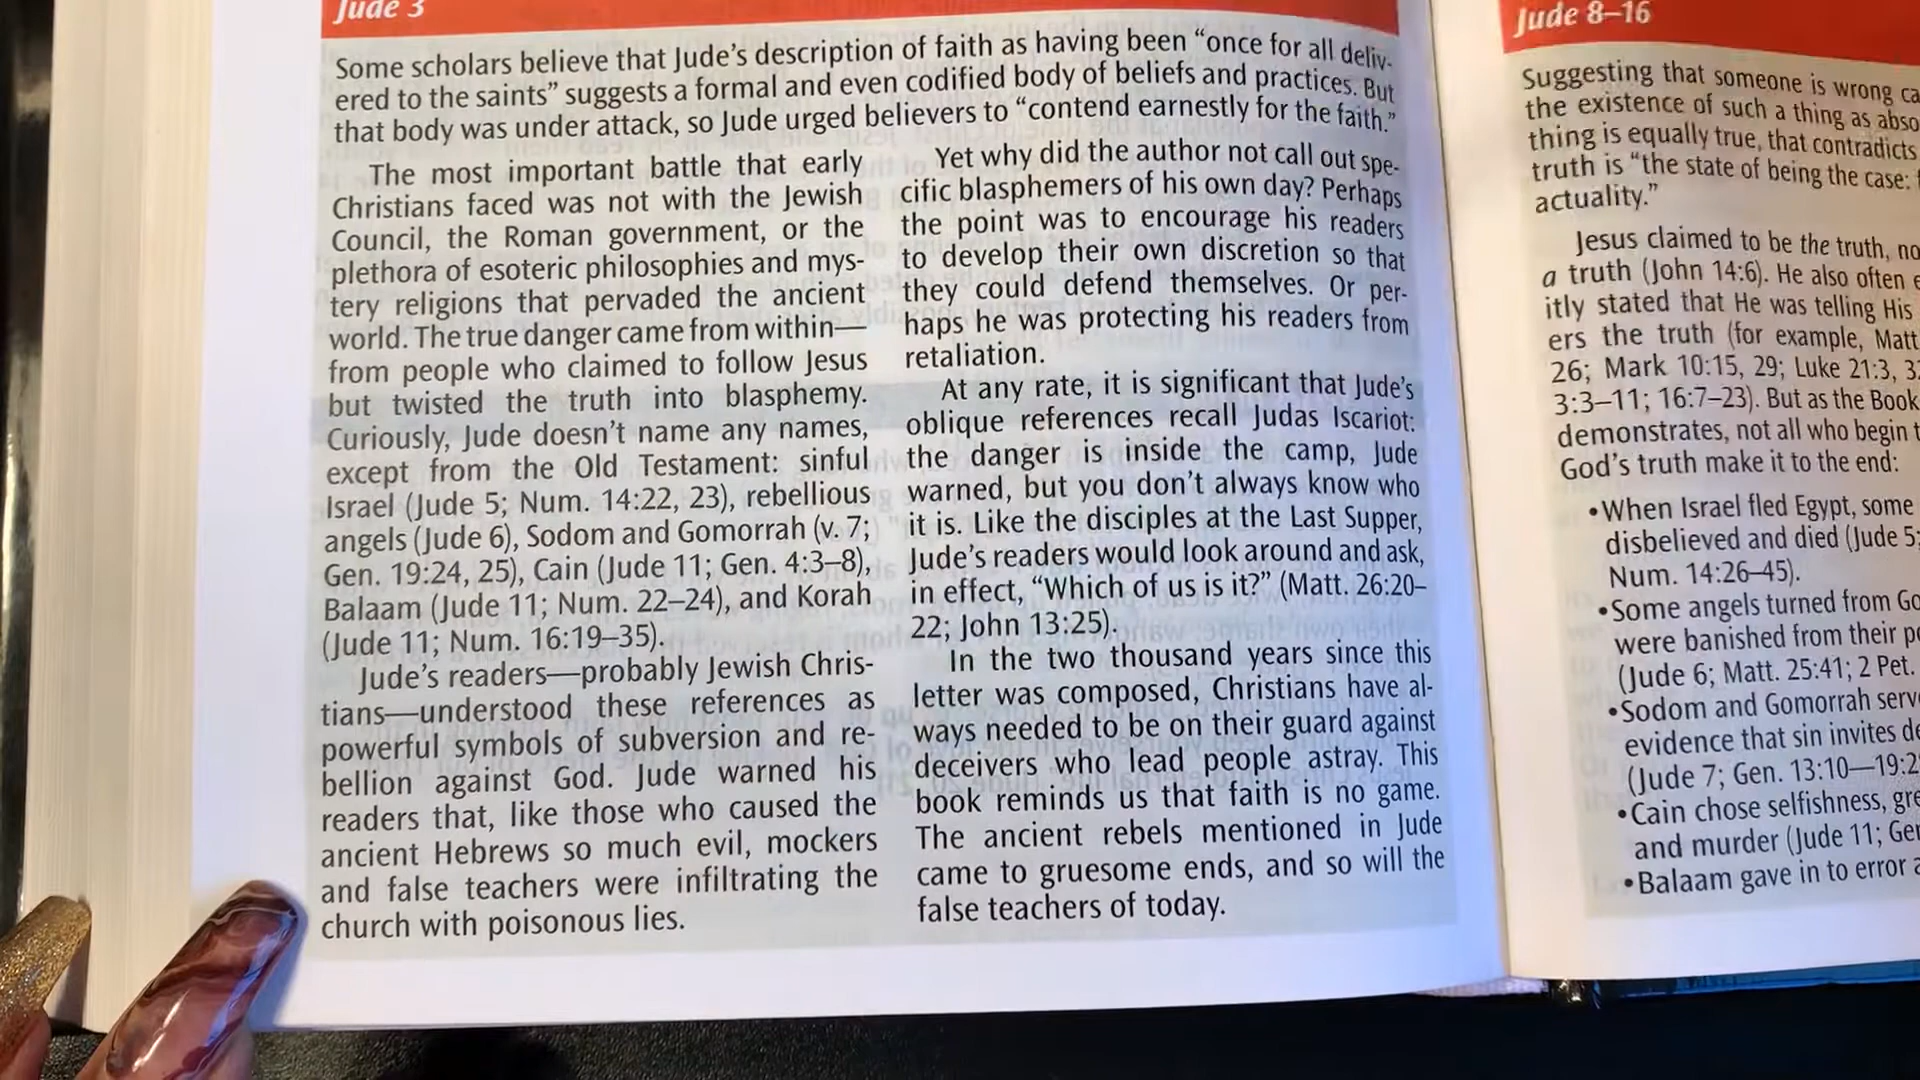 Jude 3
Some scholars believe that Jude's description of faith as having been “once for all deliv-
ered to the saints” suggests a formal and even codified body of beliefs and practices. But
that body was under attack, so Jude urged believers to “contend earnestly for the faith.”
The most important battle that early
Christians faced was not with the Jewish
Council, the Roman government, or the
plethora of esoteric philosophies and mys-
tery religions that pervaded the ancient
world. The true danger came from within—
from people who claimed to follow Jesus
but twisted the truth into blasphemy.
Curiously, Jude doesn't name any names,
except from the Old Testament: sinful
Israel (Jude 5; Num. 14:22, 23), rebellious
angels (Jude 6), Sodom and Gomorrah (v. 7;
Gen. 19:24, 25), Cain (Jude 11; Gen. 4:3–8),
Balaam (Jude 11; Num. 22–24), and Korah
(Jude 11; Num. 16:19–35).
Jude's readers—probably Jewish Chris-
tians—understood these references as
powerful symbols of subversion and re-
bellion against God. Jude warned his
readers that, like those who caused the
ancient Hebrews so much evil, mockers
and false teachers were infiltrating the
church with poisonous lies.
Yet why did the author not call out spe-
cific blasphemers of his own day? Perhaps
the point was to encourage his readers
to develop their own discretion so that
they could defend themselves. Or per-
haps he was protecting his readers from
retaliation.
At any rate, it is significant that Jude's
oblique references recall Judas Iscariot:
the danger is inside the camp, Jude
warned, but you don't always know who
it is. Like the disciples at the Last Supper,
Jude's readers would look around and ask,
in effect, “Which of us is it?” (Matt. 26:20–
22; John 13:25).
In the two thousand years since this
letter was composed, Christians have al-
ways needed to be on their guard against
deceivers who lead people astray. This
book reminds us that faith is no game.
The ancient rebels mentioned in Jude
came to gruesome ends, and so will the
false teachers of today.
Jude 8–16
Suggesting that someone is wrong
the existence of such a thing as
thing is equally true, that contradicts
truth is “the state of being the case:
actuality.”
Jesus claimed to be the truth,
a truth (John 14:6). He also often
itly stated that He was telling His
ers the truth (for example, Matt
26; Mark 10:15, 29; Luke 21:3,
3:3–11; 16:7–23). But as the Book
demonstrates, not all who begin
God's truth make it to the end:
•When Israel fled Egypt, some
disbelieved and died (Jude 5;
Num. 14:26–45).
•Some angels turned from
were banished from their
(Jude 6; Matt. 25:41; 2 Pet.
•Sodom and Gomorrah
evidence that sin invites
(Jude 7; Gen. 13:10—
•Cain chose selfishness,
and murder (Jude 11;
•Balaam gave in to error